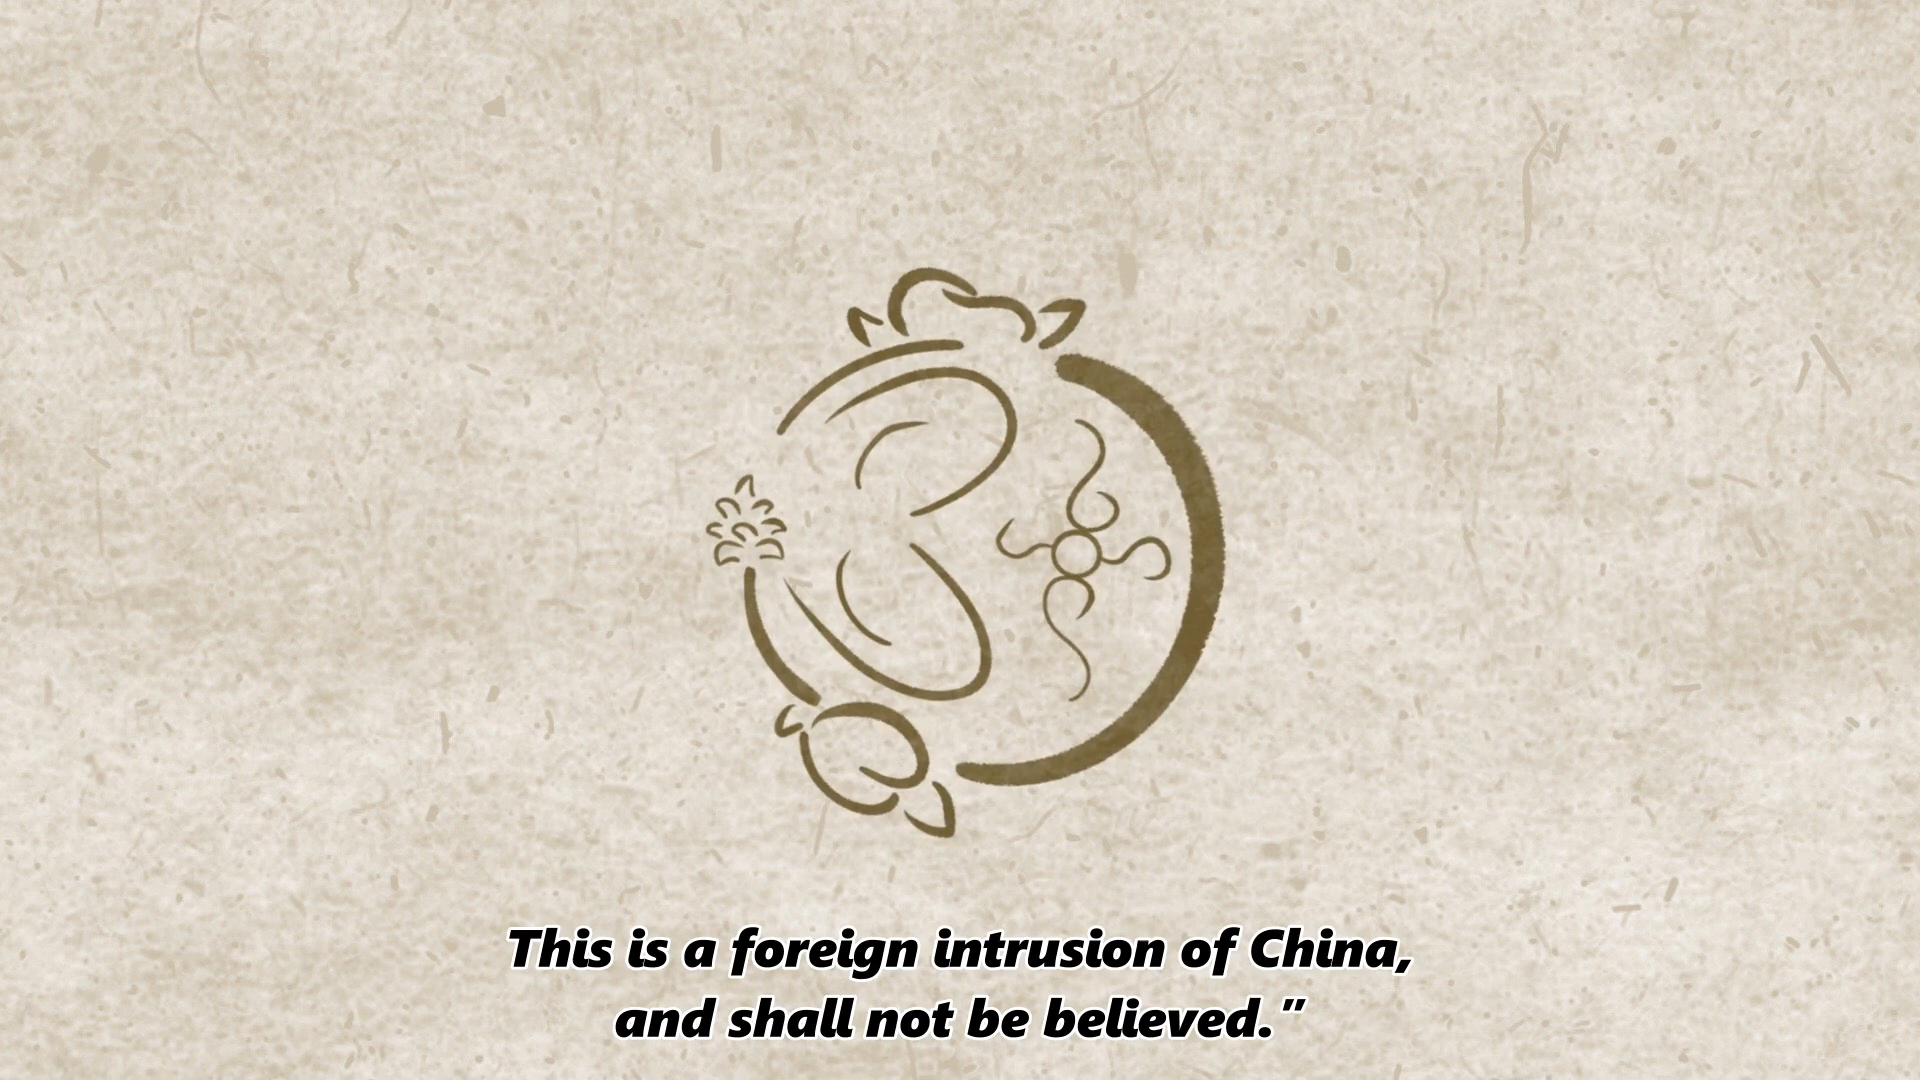 This is a foreign intrusion of China,
and shall not be believed.”